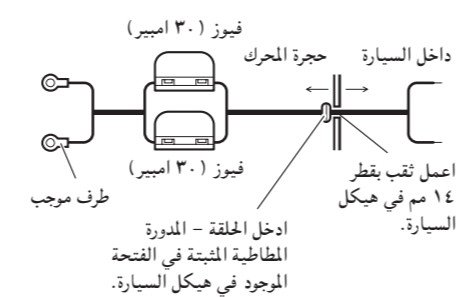 فيوز (٣٠ امبير)
داخل السيارة
حجرة المحرك
فيوز (٣٠ امبير)
طرف موجب
اعمل ثقب بقطر
١٤ مم في هيكل
السيارة.
ادخل الحلقة – المدورة
المطاطية المثبتة في الفتحة
الموجود في هيكل السيارة.